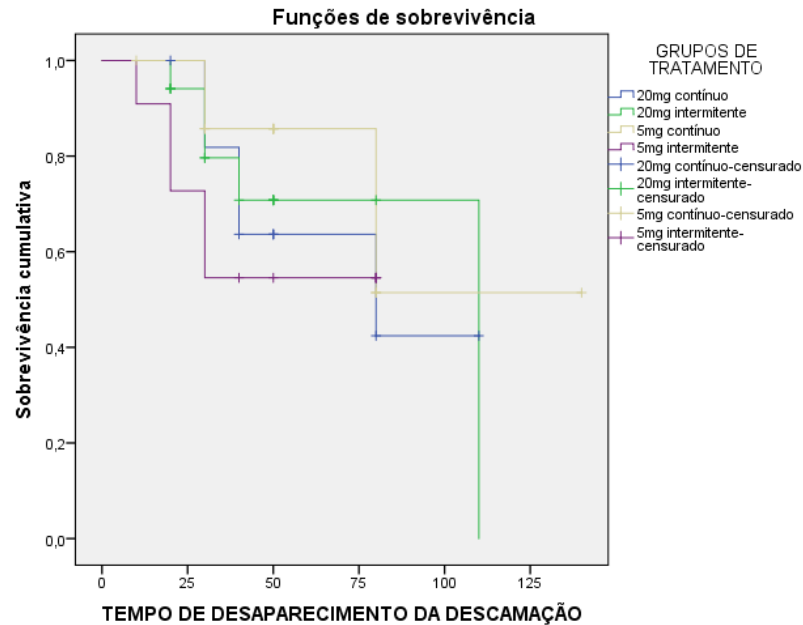 Funções de sobrevivência
GRUPOS DE
TRATAMENTO
20mg contínuo
20mg intermitente
5mg contínuo
5mg intermitente
20mg contínuo-censurado
20mg intermitente-
censurado
5mg contínuo-censurado
5mg intermitente-
censurado
Sobrevivência cumulativa
1,0
0,8
0,6
0,4
0,2
0,0
0
25
50
75
100
125
TEMPO DE DESAPARECIMENTO DA DESCAMAÇÃO